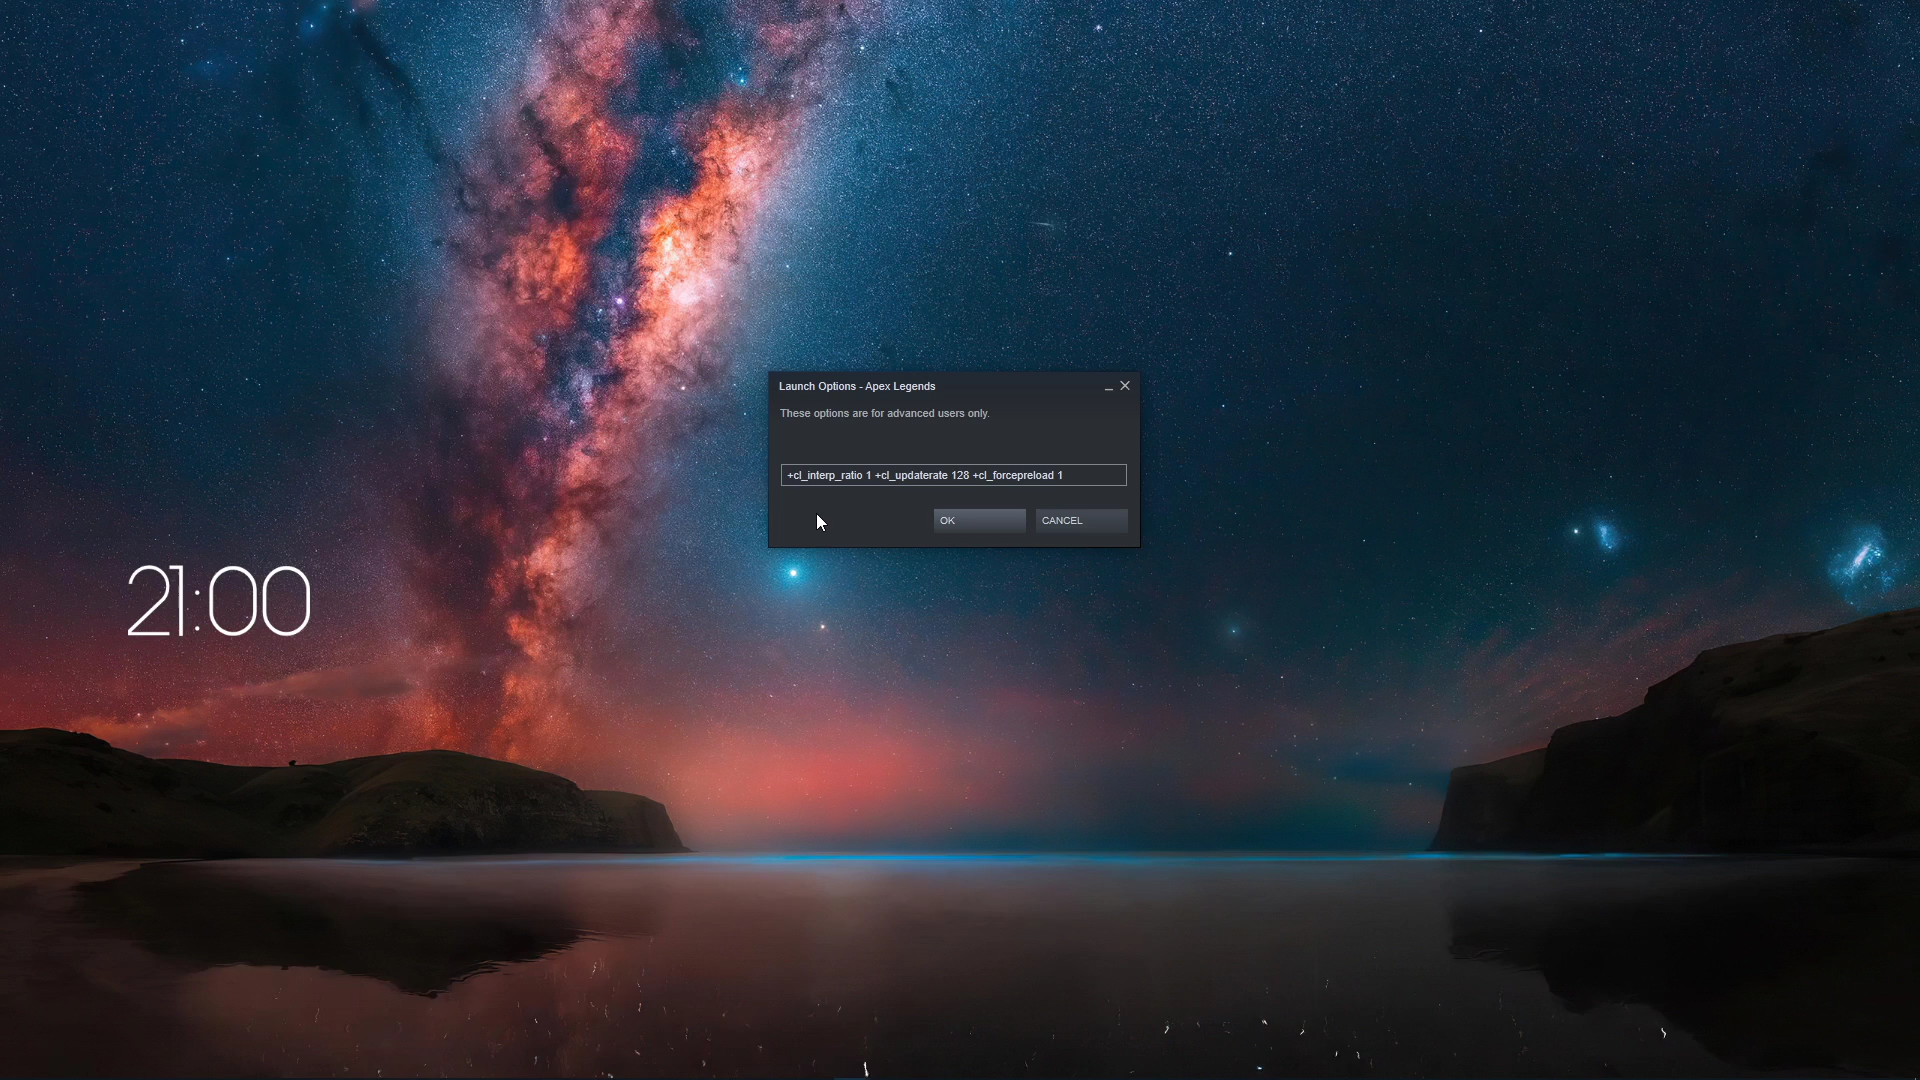 Launch Options - Apex Legends
These options are for advanced users only.
+cl_interp_ratio 1 +cl_updaterate 128 +cl_forcepreload 1
OK CANCEL
21:00